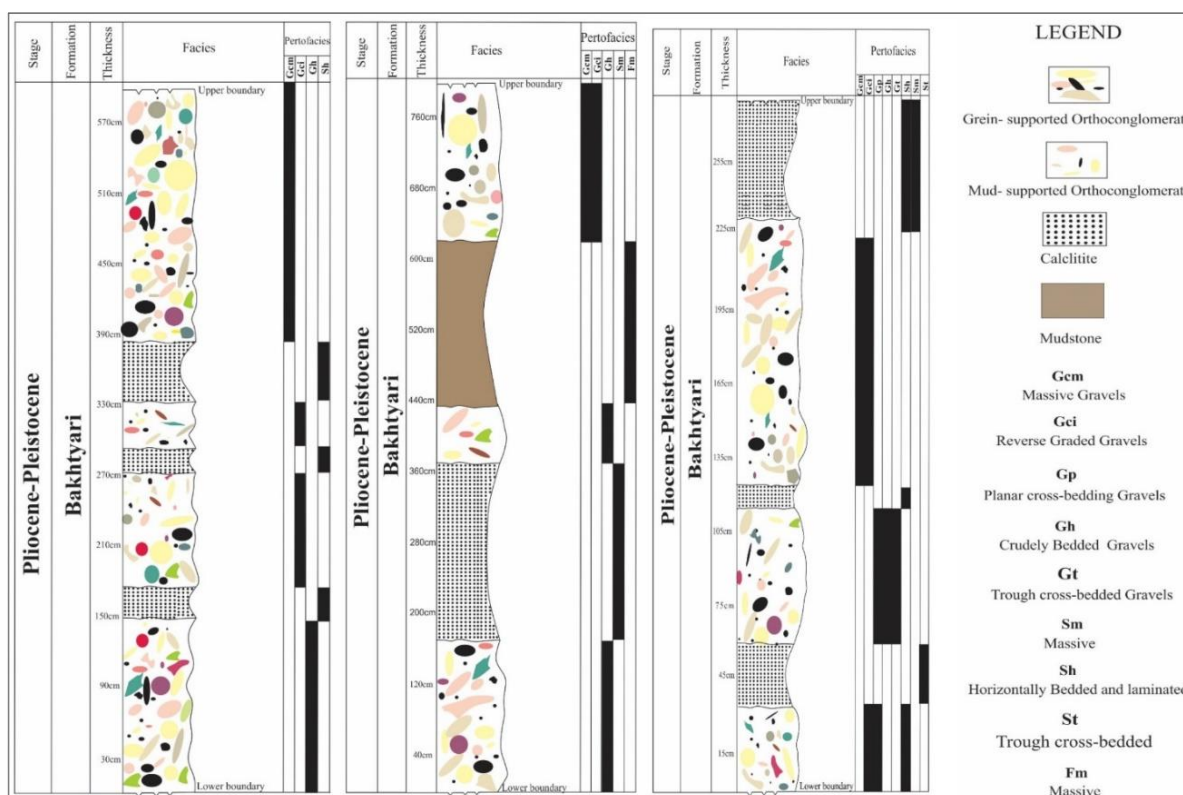 Stage
Formation
Thickness
Facies
Pertofacies
Gcm
Gci
Gh
Sh
Upper boundary
570cm
510cm
450cm
390cm
330cm
270cm
210cm
150cm
90cm
30cm
Lower boundary
Pliocene-Pleistocene
Bakhtyari
Stage
Formation
Thickness
Facies
Pertofacies
Gcm
Gci
Gh
Sm
Fm
Upper boundary
760cm
680cm
600cm
520cm
440cm
360cm
280cm
200cm
120cm
40cm
Lower boundary
Pliocene-Pleistocene
Bakhtyari
Stage
Formation
Thickness
Facies
Pertofacies
Gcm
Gci
Gp
Gh
Gt
Sh
Sm
St
Upper boundary
255cm
225cm
195cm
165cm
135cm
105cm
75cm
45cm
15cm
Lower boundary
Pliocene-Pleistocene
Bakhtyari
LEGEND
Grein- supported Orthoconglomerat
Mud- supported Orthoconglomerat
Calclitite
Mudstone
Gcm
Massive Gravels
Gci
Reverse Graded Gravels
Gp
Planar cross-bedding Gravels
Gh
Crudely Bedded Gravels
Gt
Trough cross-bedded Gravels
Sm
Massive
Sh
Horizontally Bedded and laminated
St
Trough cross-bedded
Fm
Massive